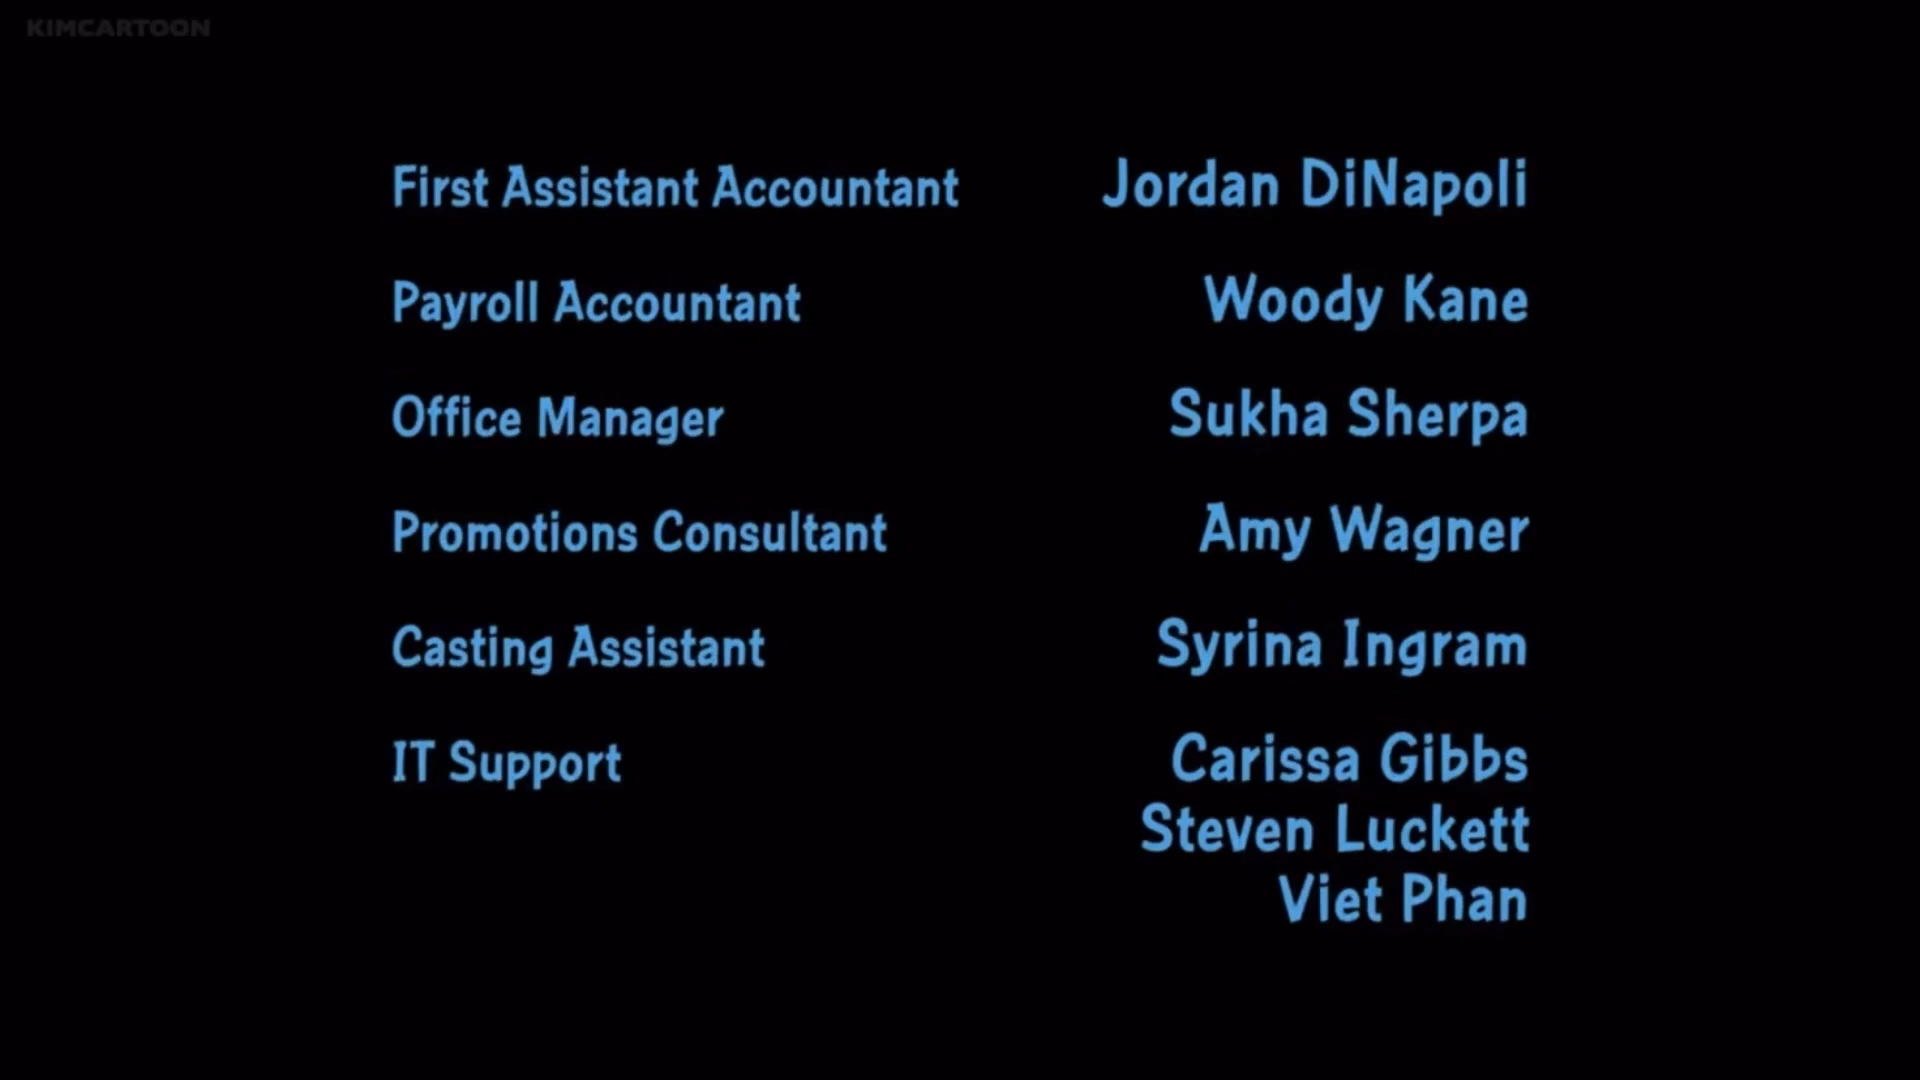 KIMCARTOON
First Assistant Accountant Jordan DiNapoli
Payroll Accountant Woody Kane
Office Manager Sukha Sherpa
Promotions Consultant Amy Wagner
Casting Assistant Syrina Ingram
IT Support Carissa Gibbs
Steven Luckett
Viet Phan